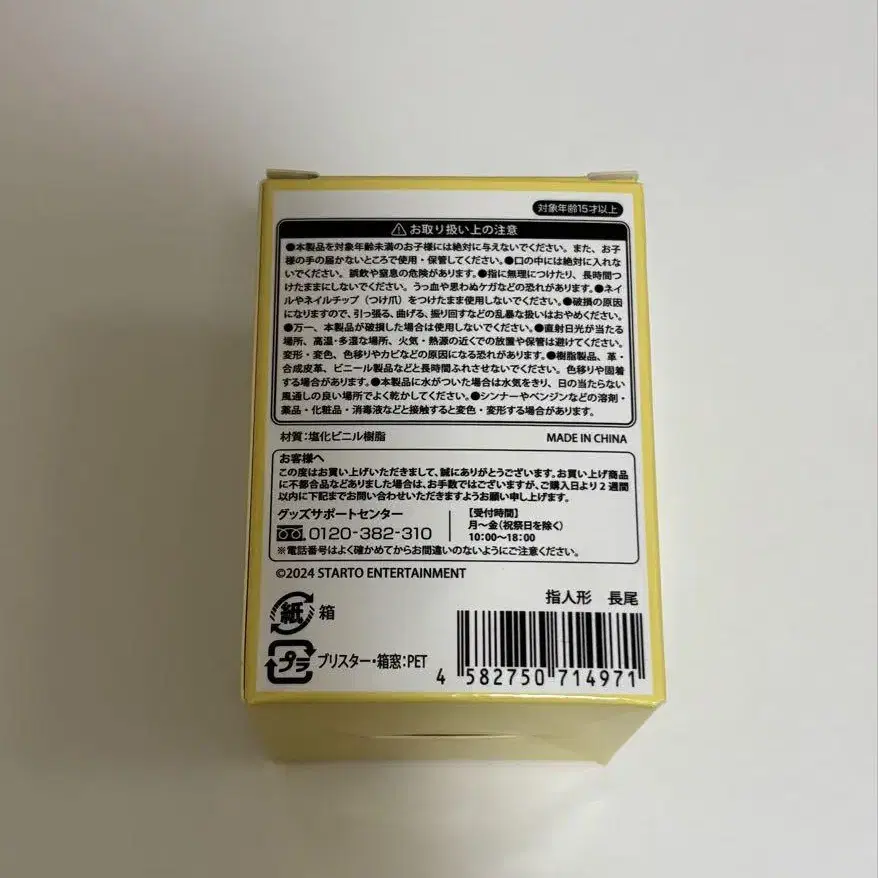 対象年齢15才以上
⚠お取り扱い上の注意
●本製品を対象年齢未満のお子様には絶対に与えないでください。また、お子
様の手の届かないところで使用・保管してください。●口の中には絶対に入れな
いでください。誤飲や窒息の危険があります。●指に無理につけたり、長時間つ
けたままにしないでください。うっ血や思わぬケガなどの恐れがあります。●ネイ
ルやネイルチップ（つけ爪）をつけたまま使用しないでください。●破損の原因
になりますので、引っ張る、曲げる、振り回すなどの乱暴な扱いはおやめください。
●万一、本製品が破損した場合は使用しないでください。●直射日光が当たる
場所、高温・多湿な場所、火気・熱源の近くでの放置や保管は避けてください。
変形・変色、色移りやカビなどの原因になる恐れがあります。●樹脂製品、革・
合成皮革、ビニール製品などと長時間ふれさせないでください。色移りや固着
する場合があります。●本製品に水がついた場合は水気をきり、日の当たらない
風通しの良い場所でよく乾かしてください。●シンナーやベンジンなどの溶剤・
薬品・化粧品・消毒液などと接触すると変色・変形する場合があります。
材質：塩化ビニル樹脂 MADE IN CHINA
お客様へ
この度はお買い上げいただきまして、誠にありがとうございます。お買い上げ商品
に不都合品などありました場合は、お手数ではございますが、ご購入日より2週間
以内に下記までお問い合わせいただきますようお願い申し上げます。
グッズサポートセンター
0120-382-310
【受付時間】
月〜金（祝祭日を除く）
10:00〜18:00
※電話番号はよく確かめてからお間違いのないようにご注意ください。
©2024 STARTO ENTERTAINMENT
指人形 長尾
紙 箱
プラ ブリスター・箱窓：PET
4 582750 714971